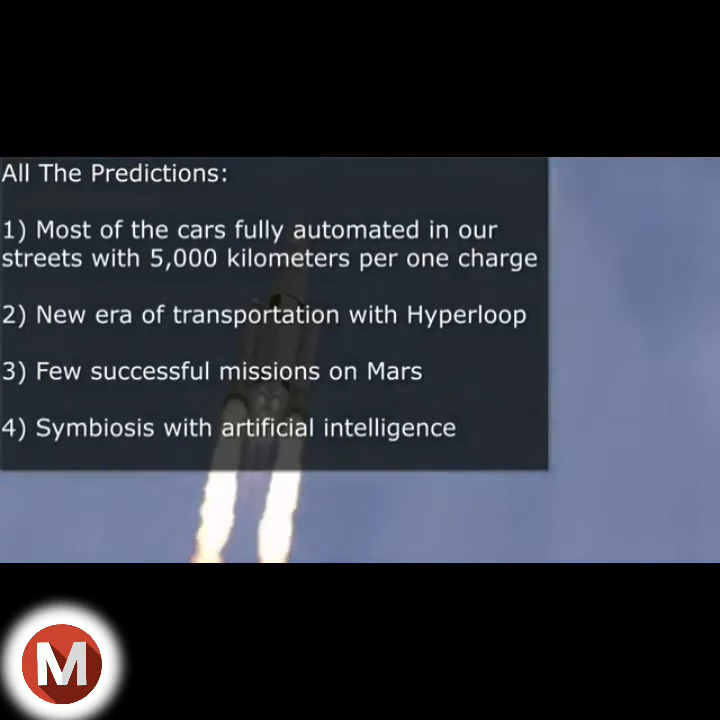 All The Predictions:
1) Most of the cars fully automated in our
streets with 5,000 kilometers per one charge
2) New era of transportation with Hyperloop
3) Few successful missions on Mars
4) Symbiosis with artificial intelligence
M